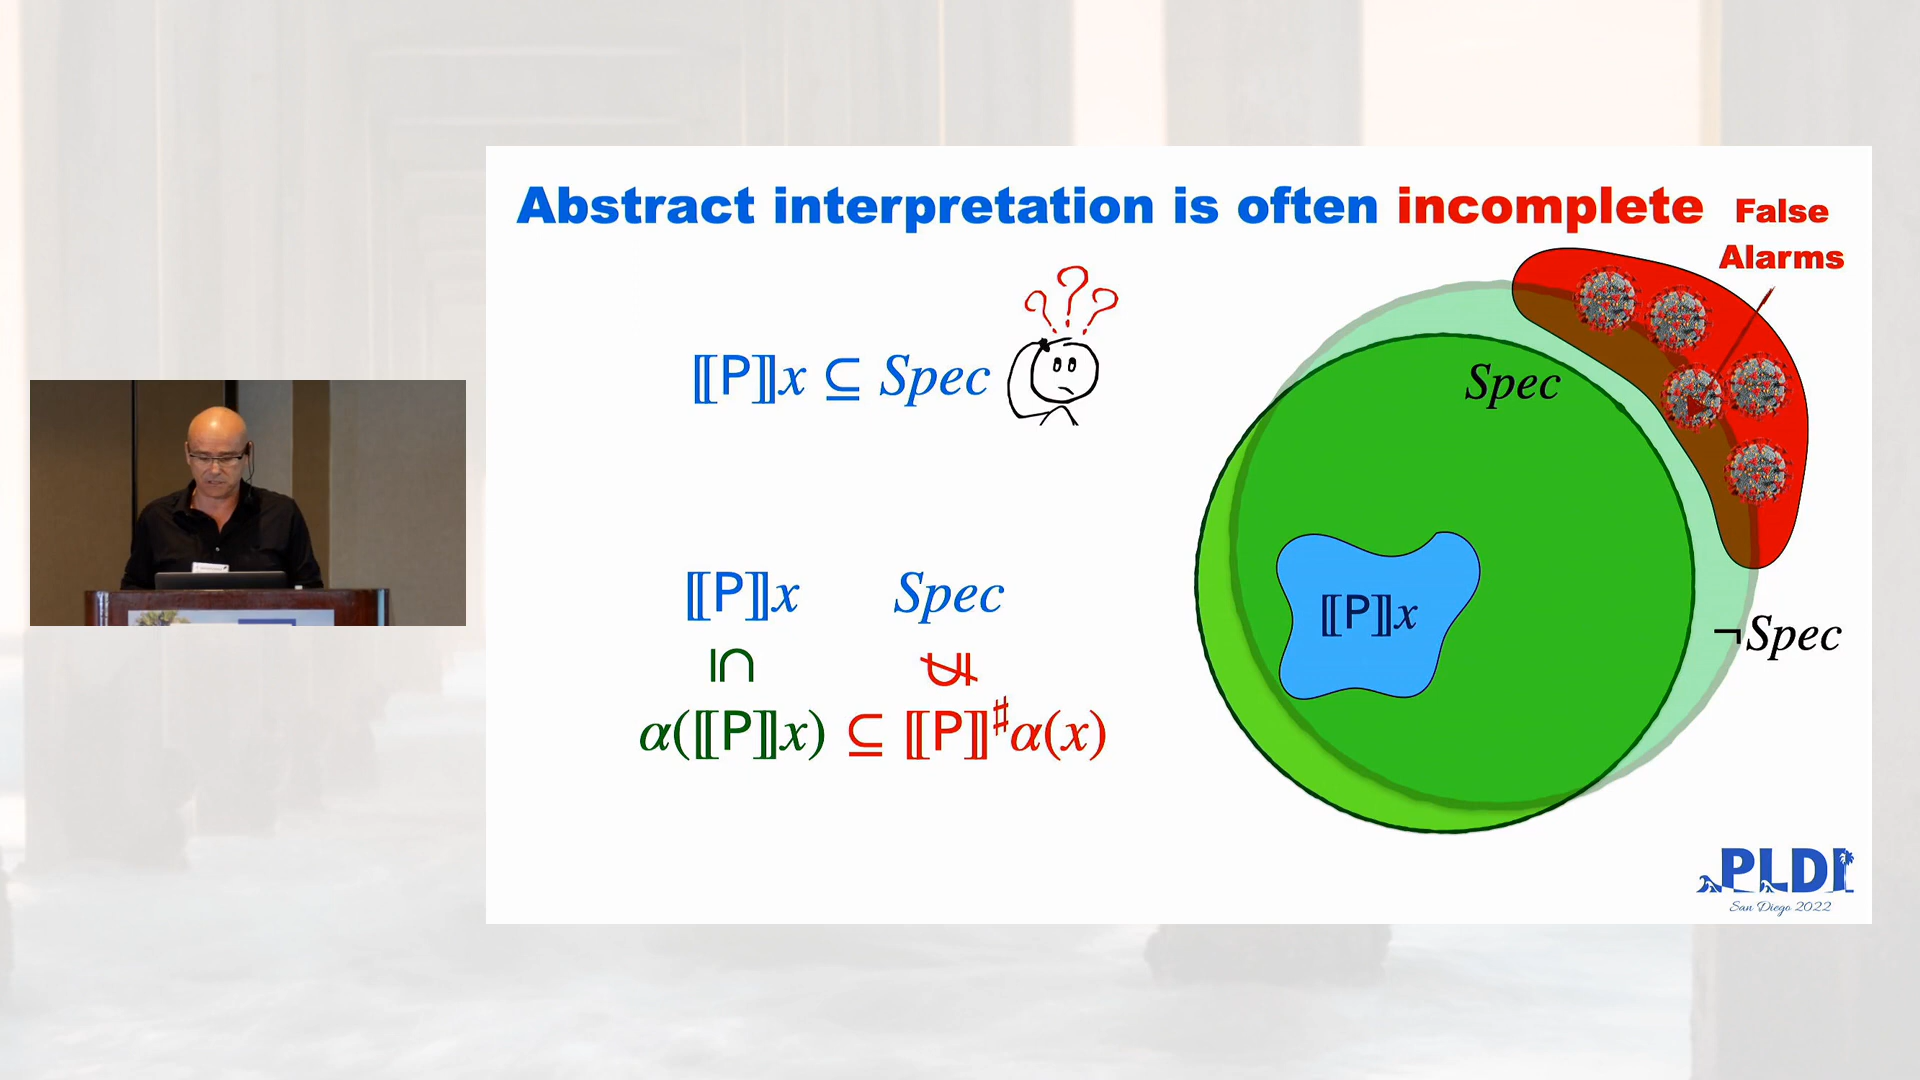 Abstract interpretation is often incomplete
False
Alarms
? ? ?
⟦P⟧x ⊆ Spec
Spec
⟦P⟧x
¬Spec
⟦P⟧x Spec
⊆ ⊉
α(⟦P⟧x) ⊆ ⟦P⟧♯α(x)
PLDI
San Diego 2022